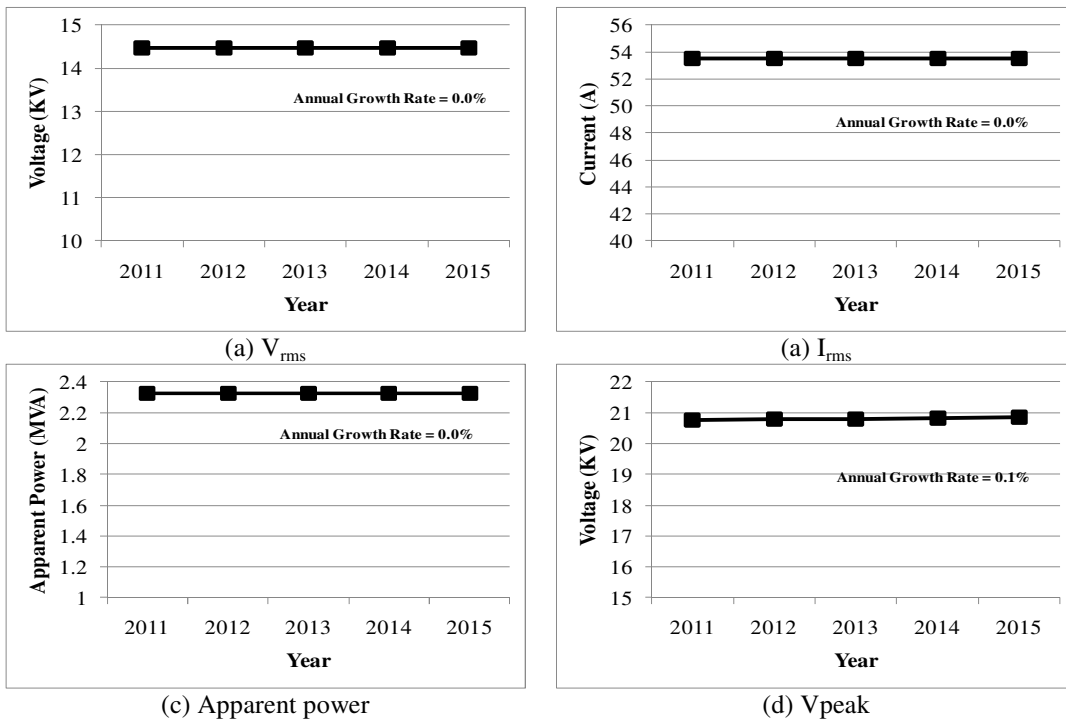 15
14
13
12
11
10
Voltage (KV)
Annual Growth Rate = 0.0%
2011 2012 2013 2014 2015
Year
(a) Vrms
56
54
52
50
48
46
44
42
40
Current (A)
Annual Growth Rate = 0.0%
2011 2012 2013 2014 2015
Year
(a) Irms
2.4
2.2
2
1.8
1.6
1.4
1.2
1
Apparent Power (MVA)
Annual Growth Rate = 0.0%
2011 2012 2013 2014 2015
Year
(c) Apparent power
22
21
20
19
18
17
16
15
Voltage (KV)
Annual Growth Rate = 0.1%
2011 2012 2013 2014 2015
Year
(d) Vpeak